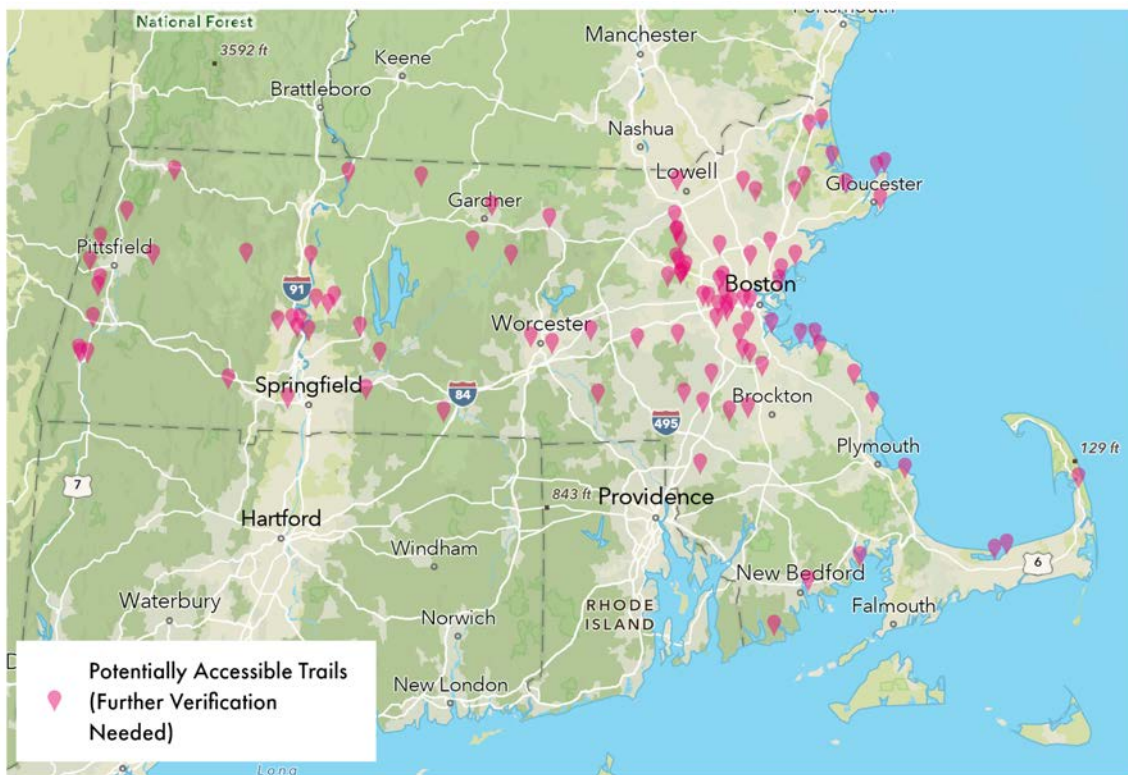 National Forest
Portsmouth
3592 ft
Manchester
Keene
Brattleboro
Nashua
Lowell
Gardner
Gloucester
Pittsfield
91
Boston
Worcester
Springfield
84
Brockton
495
Plymouth
129 ft
7
Providence
843 ft
Hartford
Windham
6
New Bedford
Waterbury
RHODE
ISLAND
Falmouth
Norwich
D
Potentially Accessible Trails
(Further Verification
Needed)
New London
Long